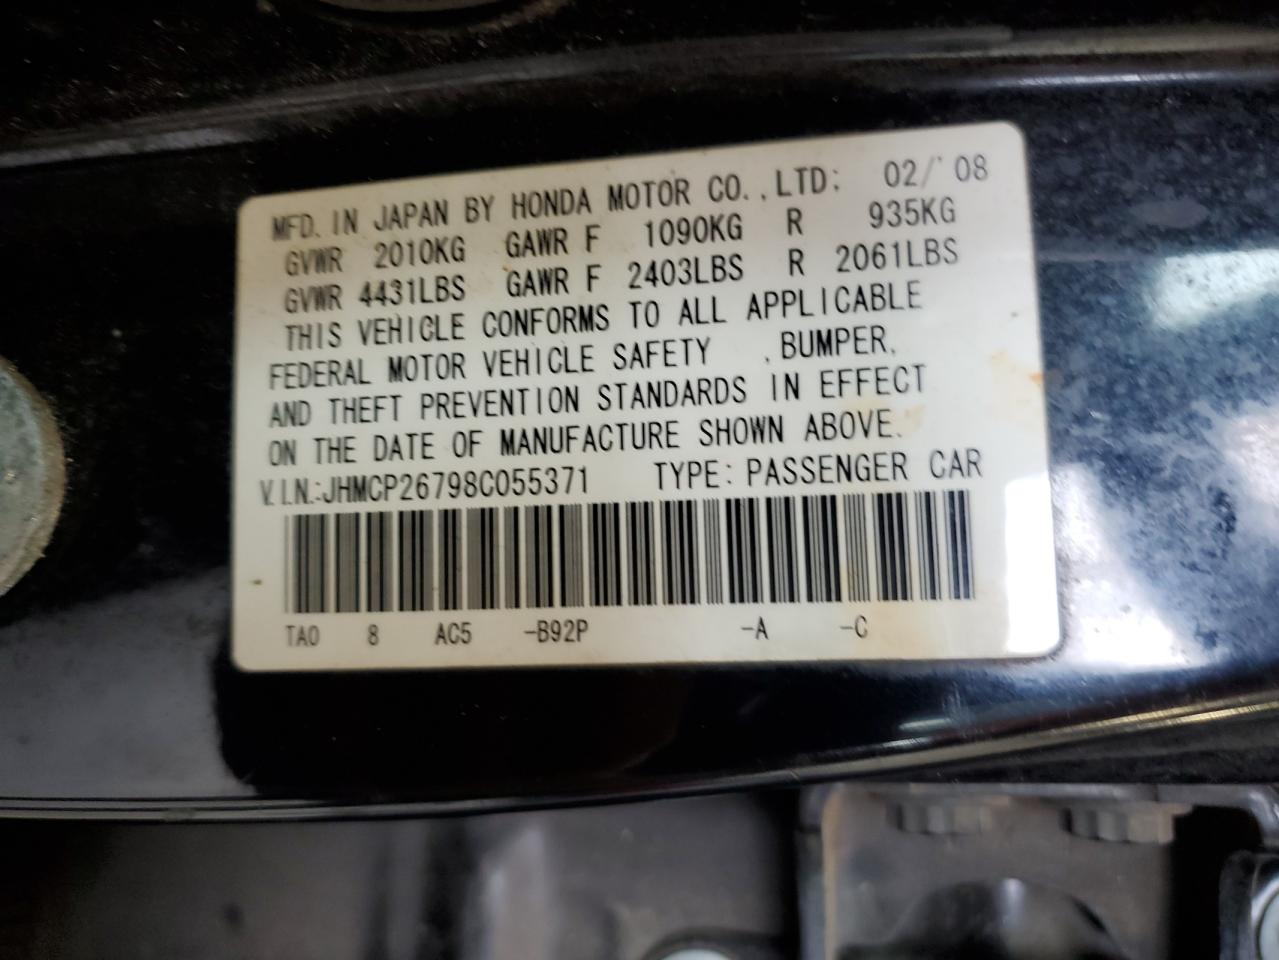 MFD. IN JAPAN BY HONDA MOTOR CO., LTD: 02/'08
GVWR 2010KG GAWR F 1090KG R 935KG
GVWR 4431LBS GAWR F 2403LBS R 2061LBS
THIS VEHICLE CONFORMS TO ALL APPLICABLE
FEDERAL MOTOR VEHICLE SAFETY , BUMPER,
AND THEFT PREVENTION STANDARDS IN EFFECT
ON THE DATE OF MANUFACTURE SHOWN ABOVE.
V.I.N.:JHMCP26798C055371 TYPE: PASSENGER CAR
TA0 8 AC5 -B92P -A -C